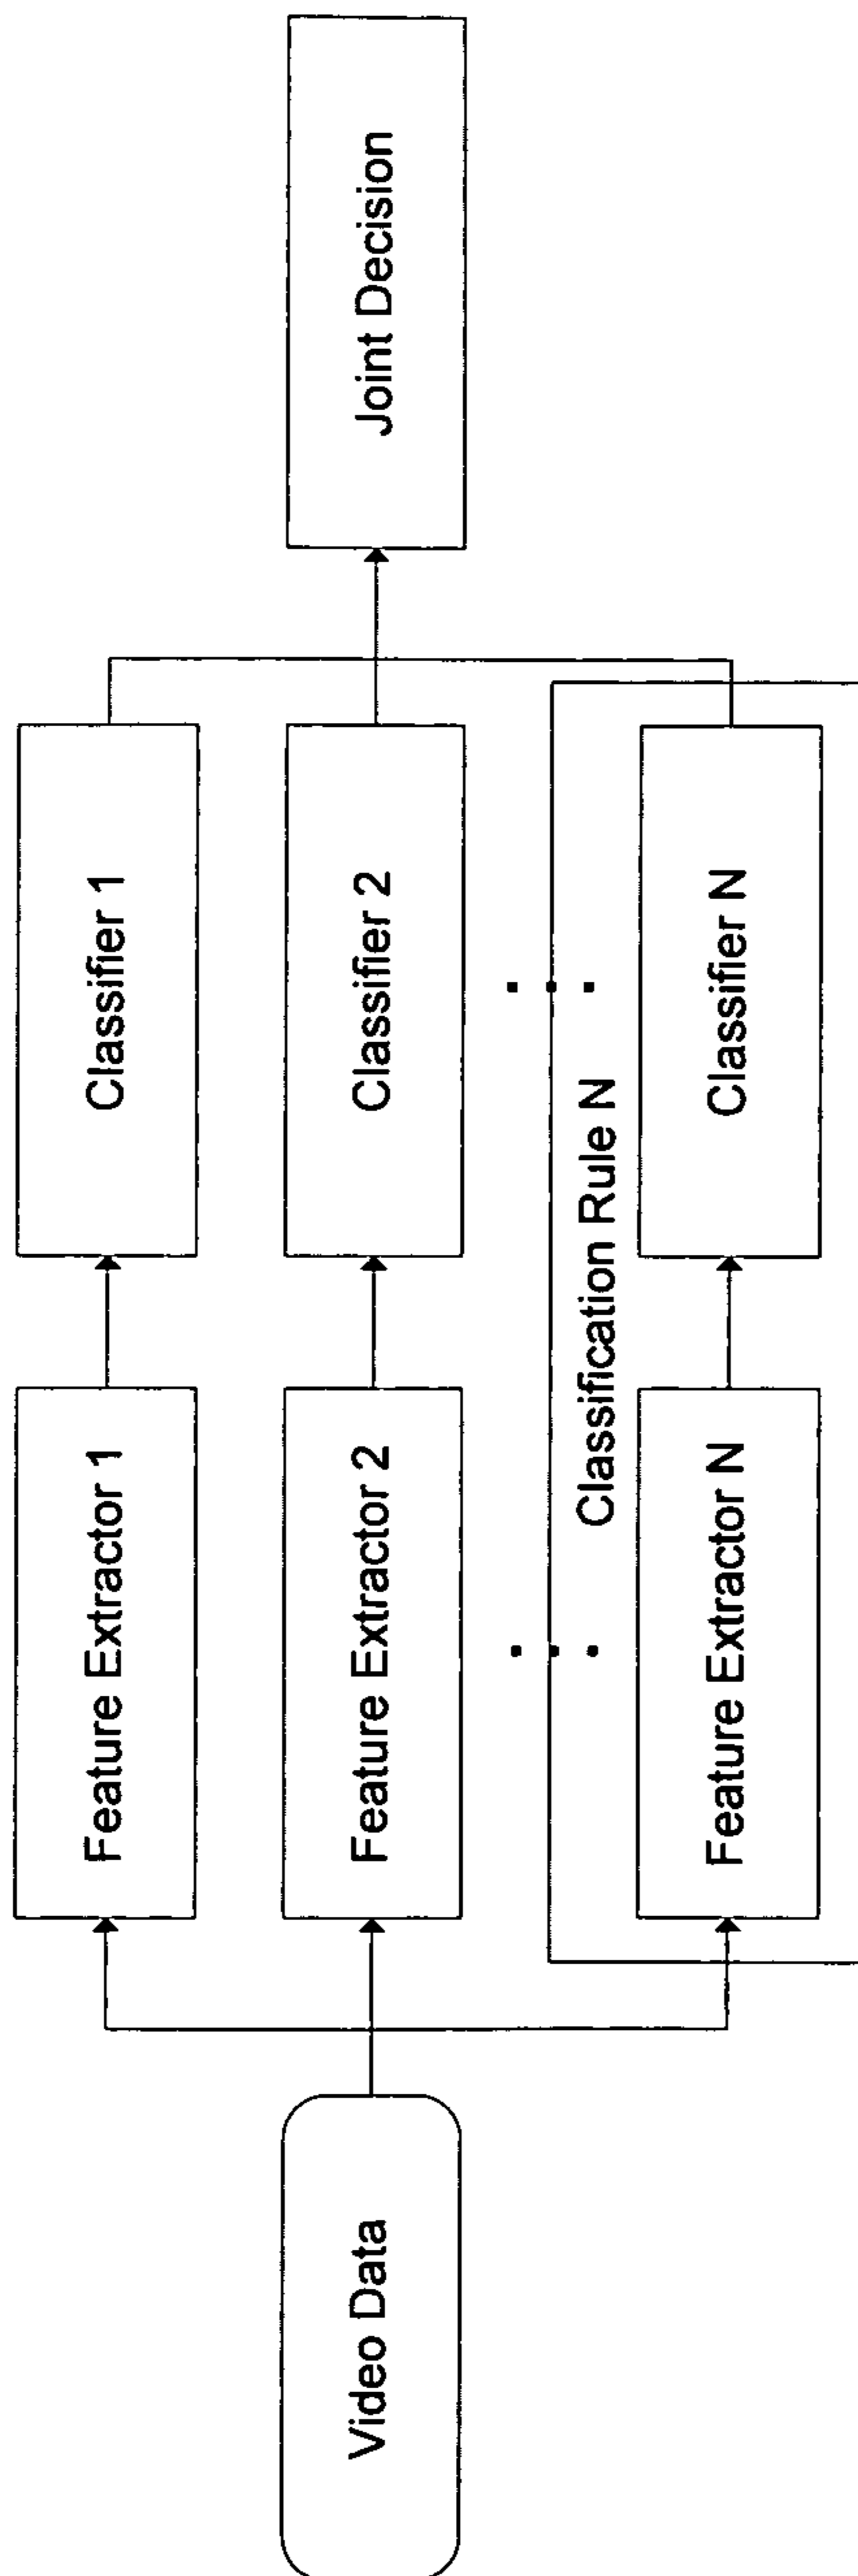 Video Data
Feature Extractor 1
Classifier 1
Feature Extractor 2
Classifier 2
Joint Decision
Classification Rule N
Feature Extractor N
Classifier N